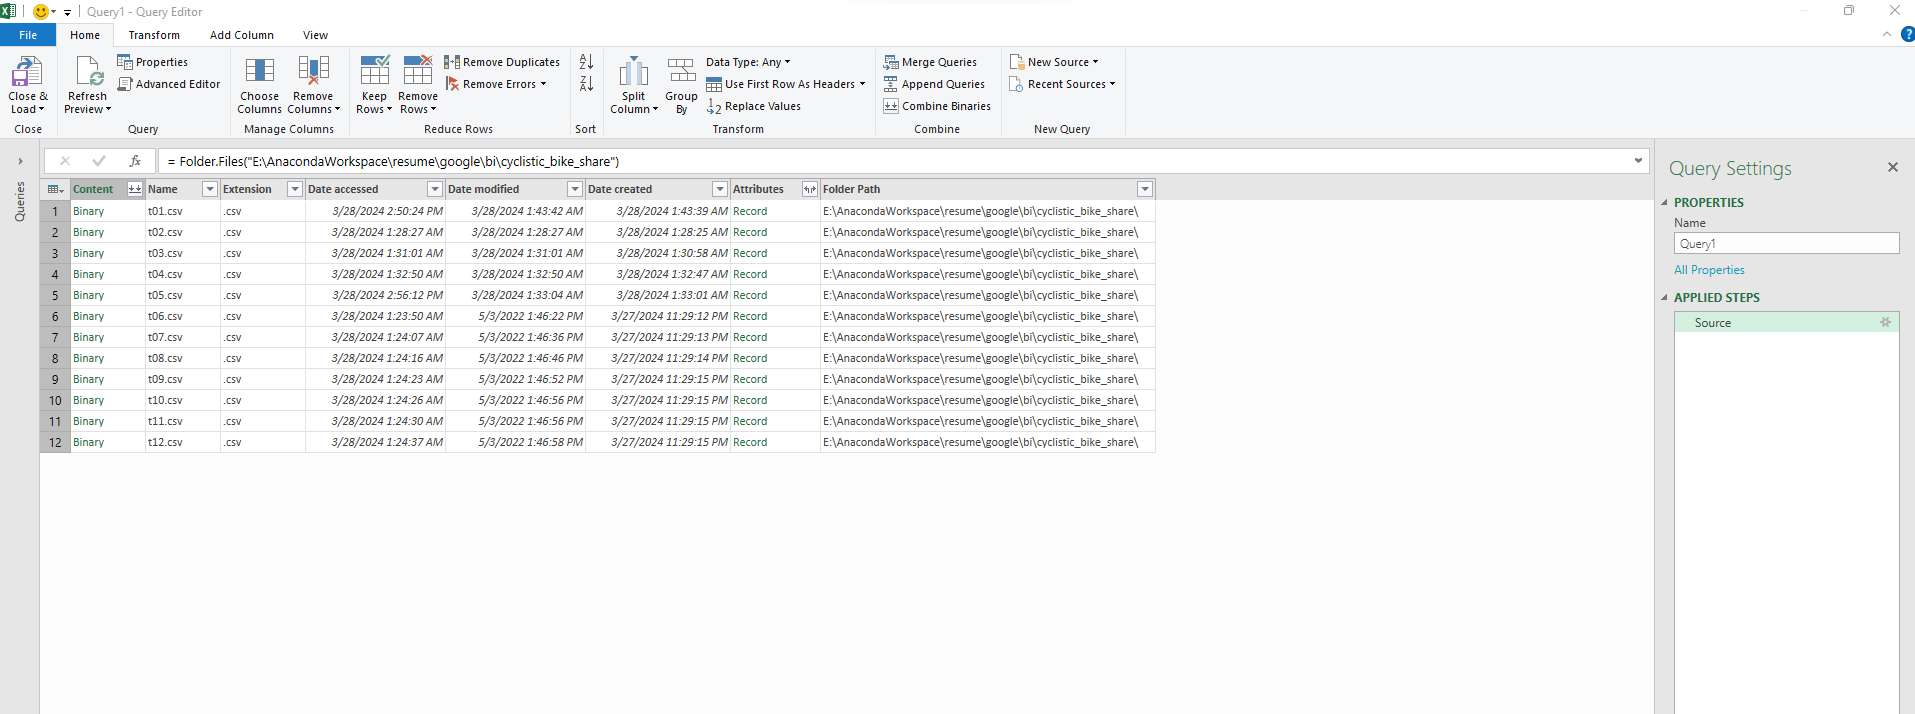 Query1 - Query Editor
File Home Transform Add Column View
Close & Load
Close
Refresh Preview
Properties
Advanced Editor
Query
Choose Columns
Remove Columns
Manage Columns
Keep Rows
Remove Rows
Remove Duplicates
Remove Errors
Reduce Rows
A Z
Z A
Sort
Split Column
Group By
Data Type: Any
Use First Row As Headers
1 2 Replace Values
Transform
Merge Queries
Append Queries
Combine Binaries
Combine
New Source
Recent Sources
New Query
?
Queries
fx = Folder.Files("E:\AnacondaWorkspace\resume\google\bi\cyclistic_bike_share")
Content Name Extension Date accessed Date modified Date created Attributes Folder Path
1 Binary t01.csv .csv 3/28/2024 2:50:24 PM 3/28/2024 1:43:42 AM 3/28/2024 1:43:39 AM Record E:\AnacondaWorkspace\resume\google\bi\cyclistic_bike_share\
2 Binary t02.csv .csv 3/28/2024 1:28:27 AM 3/28/2024 1:28:27 AM 3/28/2024 1:28:25 AM Record E:\AnacondaWorkspace\resume\google\bi\cyclistic_bike_share\
3 Binary t03.csv .csv 3/28/2024 1:31:01 AM 3/28/2024 1:31:01 AM 3/28/2024 1:30:58 AM Record E:\AnacondaWorkspace\resume\google\bi\cyclistic_bike_share\
4 Binary t04.csv .csv 3/28/2024 1:32:50 AM 3/28/2024 1:32:50 AM 3/28/2024 1:32:47 AM Record E:\AnacondaWorkspace\resume\google\bi\cyclistic_bike_share\
5 Binary t05.csv .csv 3/28/2024 2:56:12 PM 3/28/2024 1:33:04 AM 3/28/2024 1:33:01 AM Record E:\AnacondaWorkspace\resume\google\bi\cyclistic_bike_share\
6 Binary t06.csv .csv 3/28/2024 1:23:50 AM 5/3/2022 1:46:22 PM 3/27/2024 11:29:12 PM Record E:\AnacondaWorkspace\resume\google\bi\cyclistic_bike_share\
7 Binary t07.csv .csv 3/28/2024 1:24:07 AM 5/3/2022 1:46:36 PM 3/27/2024 11:29:13 PM Record E:\AnacondaWorkspace\resume\google\bi\cyclistic_bike_share\
8 Binary t08.csv .csv 3/28/2024 1:24:16 AM 5/3/2022 1:46:46 PM 3/27/2024 11:29:14 PM Record E:\AnacondaWorkspace\resume\google\bi\cyclistic_bike_share\
9 Binary t09.csv .csv 3/28/2024 1:24:23 AM 5/3/2022 1:46:52 PM 3/27/2024 11:29:15 PM Record E:\AnacondaWorkspace\resume\google\bi\cyclistic_bike_share\
10 Binary t10.csv .csv 3/28/2024 1:24:26 AM 5/3/2022 1:46:56 PM 3/27/2024 11:29:15 PM Record E:\AnacondaWorkspace\resume\google\bi\cyclistic_bike_share\
11 Binary t11.csv .csv 3/28/2024 1:24:30 AM 5/3/2022 1:46:56 PM 3/27/2024 11:29:15 PM Record E:\AnacondaWorkspace\resume\google\bi\cyclistic_bike_share\
12 Binary t12.csv .csv 3/28/2024 1:24:37 AM 5/3/2022 1:46:58 PM 3/27/2024 11:29:15 PM Record E:\AnacondaWorkspace\resume\google\bi\cyclistic_bike_share\
Query Settings
PROPERTIES
Name
Query1
All Properties
APPLIED STEPS
Source